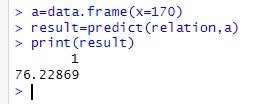 > a=data.frame(x=170)
> result=predict(relation,a)
> print(result)
       1
76.22869
>